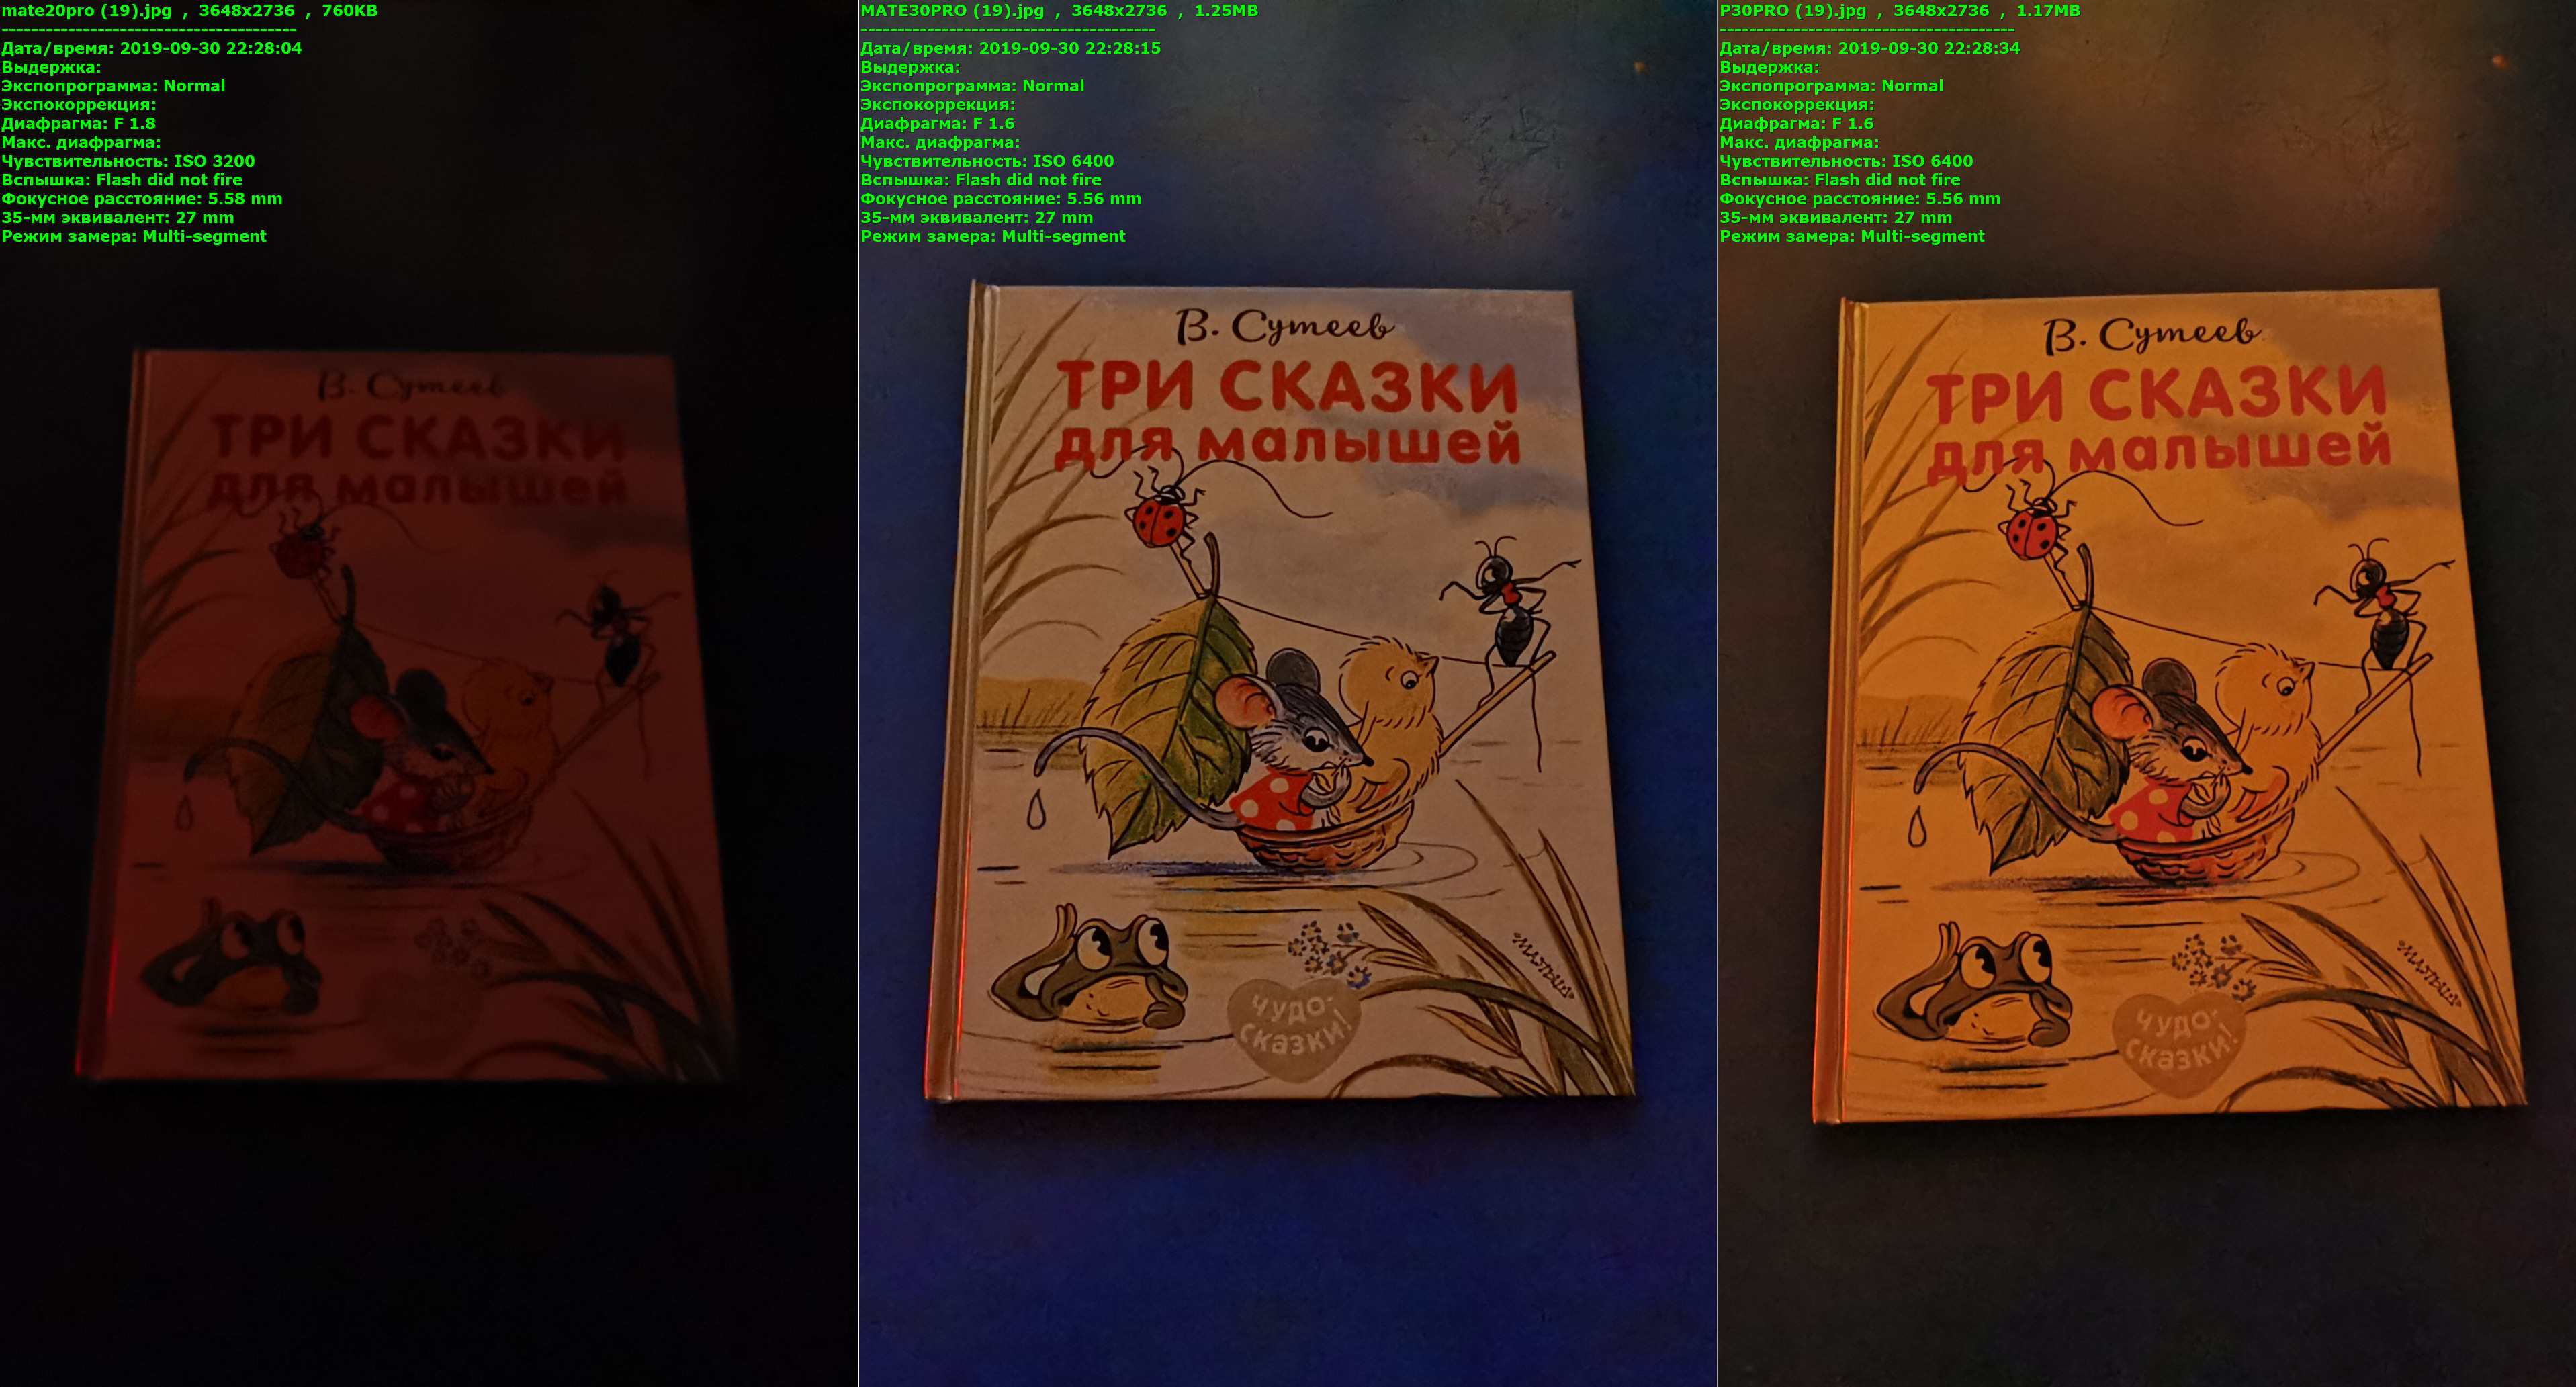 mate20pro (19).jpg , 3648x2736 , 760KB
----------------------------------------
Дата/время: 2019-09-30 22:28:04
Выдержка:
Экспопрограмма: Normal
Экспокоррекция:
Диафрагма: F 1.8
Макс. диафрагма:
Чувствительность: ISO 3200
Вспышка: Flash did not fire
Фокусное расстояние: 5.58 mm
35-мм эквивалент: 27 mm
Режим замера: Multi-segment
В. Сутеев
ТРИ СКАЗКИ
для малышей
MATE30PRO (19).jpg , 3648x2736 , 1.25MB
----------------------------------------
Дата/время: 2019-09-30 22:28:15
Выдержка:
Экспопрограмма: Normal
Экспокоррекция:
Диафрагма: F 1.6
Макс. диафрагма:
Чувствительность: ISO 6400
Вспышка: Flash did not fire
Фокусное расстояние: 5.56 mm
35-мм эквивалент: 27 mm
Режим замера: Multi-segment
В. Сутеев
ТРИ СКАЗКИ
для малышей
•МАЛЫШ•
ЧУДО-
сказки!
P30PRO (19).jpg , 3648x2736 , 1.17MB
----------------------------------------
Дата/время: 2019-09-30 22:28:34
Выдержка:
Экспопрограмма: Normal
Экспокоррекция:
Диафрагма: F 1.6
Макс. диафрагма:
Чувствительность: ISO 6400
Вспышка: Flash did not fire
Фокусное расстояние: 5.56 mm
35-мм эквивалент: 27 mm
Режим замера: Multi-segment
В. Сутеев
ТРИ СКАЗКИ
для малышей
•МАЛЫШ•
ЧУДО-
сказки!